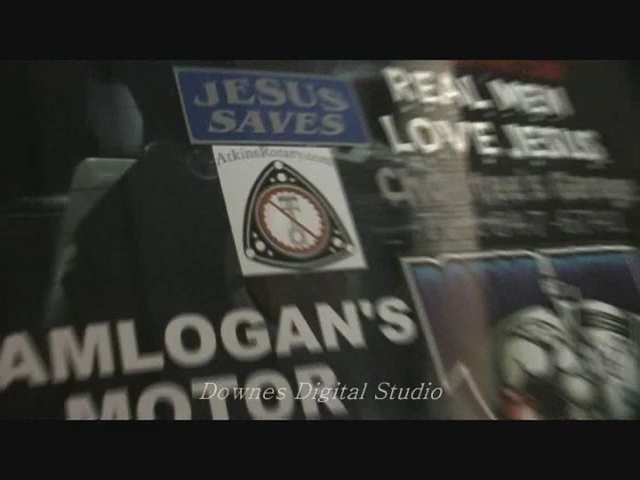 JESUS
SAVES
AtkinsRotary.com
REAL MEN
LOVE JESUS
AMLOGAN'S
MOTOR
Downes Digital Studio